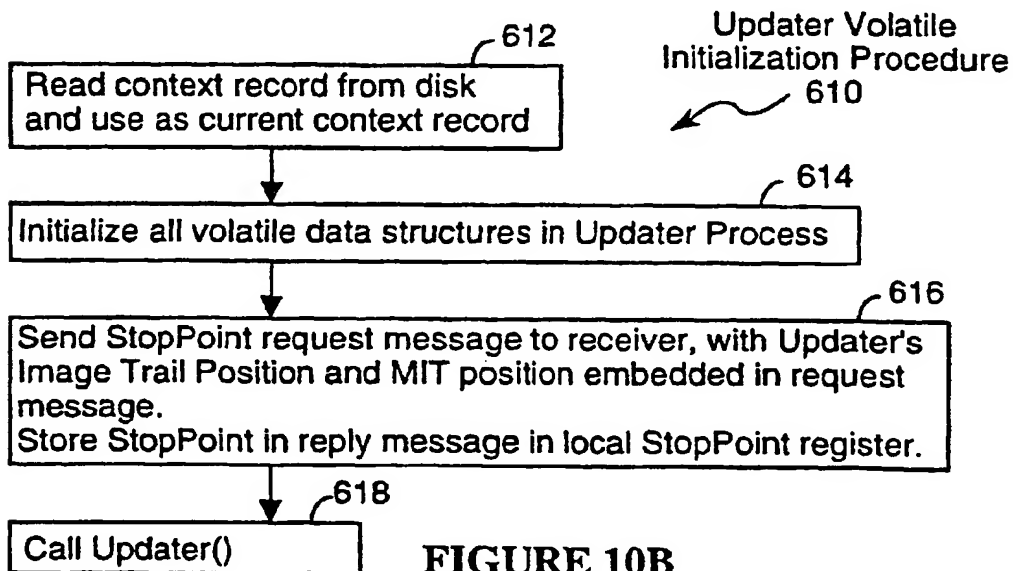 Updater Volatile
Initialization Procedure
610
612
Read context record from disk
and use as current context record
614
Initialize all volatile data structures in Updater Process
616
Send StopPoint request message to receiver, with Updater's
Image Trail Position and MIT position embedded in request
message.
Store StopPoint in reply message in local StopPoint register.
618
Call Updater()
FIGURE 10B